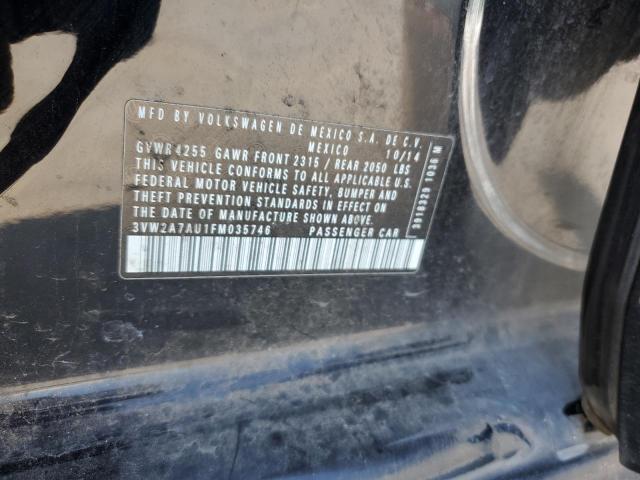 MFD BY VOLKSWAGEN DE MEXICO S.A. DE C.V.
MEXICO 10/14
GVWR 4255 GAWR FRONT 2315 / REAR 2050 LBS
THIS VEHICLE CONFORMS TO ALL APPLICABLE U.S.
FEDERAL MOTOR VEHICLE SAFETY, BUMPER AND
THEFT PREVENTION STANDARDS IN EFFECT ON
THE DATE OF MANUFACTURE SHOWN ABOVE.
3VW2A7AU1FM035746 PASSENGER CAR